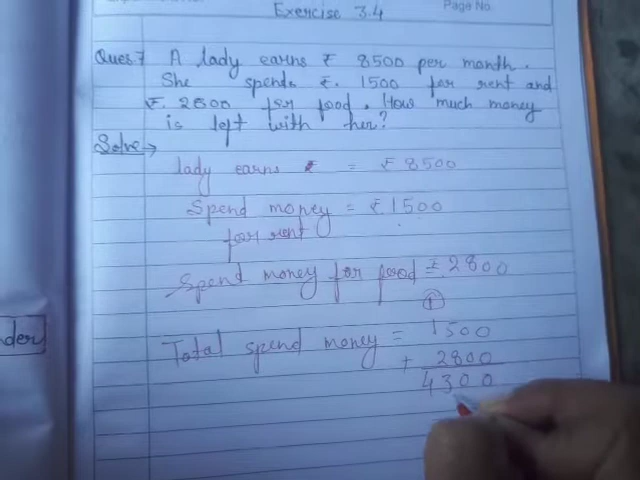 Exercise 3.4
Page No.
Ques 7 A lady earns ₹ 8500 per month.
She spends ₹. 1500 for rent and
₹. 2800 for food. How much money
is left with her?
Solve→
lady earns = ₹ 8500
Spend money = ₹ 1500
for rent
Spend money for food = 2800
1
Total spend money = 1500
+ 2800
4300